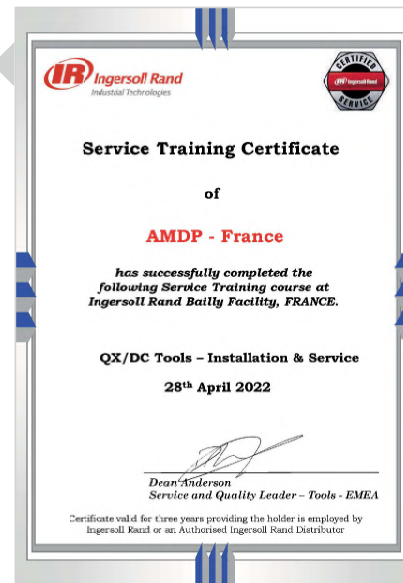 IR Ingersoll Rand
Industrial Technologies
CERTIFIED
IR Ingersoll Rand
SERVICE
Service Training Certificate
of
AMDP - France
has successfully completed the
following Service Training course at
Ingersoll Rand Bailly Facility, FRANCE.
QX/DC Tools – Installation & Service
28th April 2022
Dean Anderson
Service and Quality Leader – Tools - EMEA
Certificate valid for three years providing the holder is employed by
Ingersoll Rand or an Authorised Ingersoll Rand Distributor